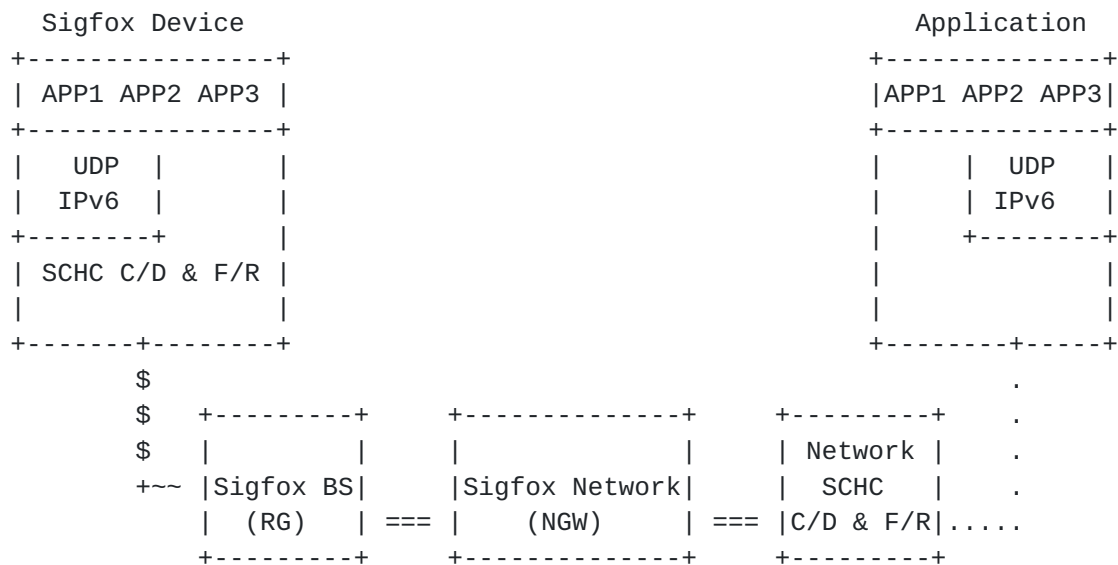 Sigfox Device                                           Application
+----------------+                                     +--------------+
| APP1 APP2 APP3 |                                     |APP1 APP2 APP3|
+----------------+                                     +--------------+
|   UDP  |       |                                     |     |  UDP   |
|  IPv6  |       |                                     |     | IPv6   |
+--------+       |                                     |     +--------+
| SCHC C/D & F/R |                                     |              |
|                |                                     |              |
+-------+--------+                                     +--------+-----+
        $                                                       .
        $   +---------+     +--------------+     +---------+    .
        $   |         |     |              |     | Network |    .
        +~~ |Sigfox BS|     |Sigfox Network|     |  SCHC   |    .
            |  (RG)   | === |    (NGW)     | === |C/D & F/R|.....
            +---------+     +--------------+     +---------+